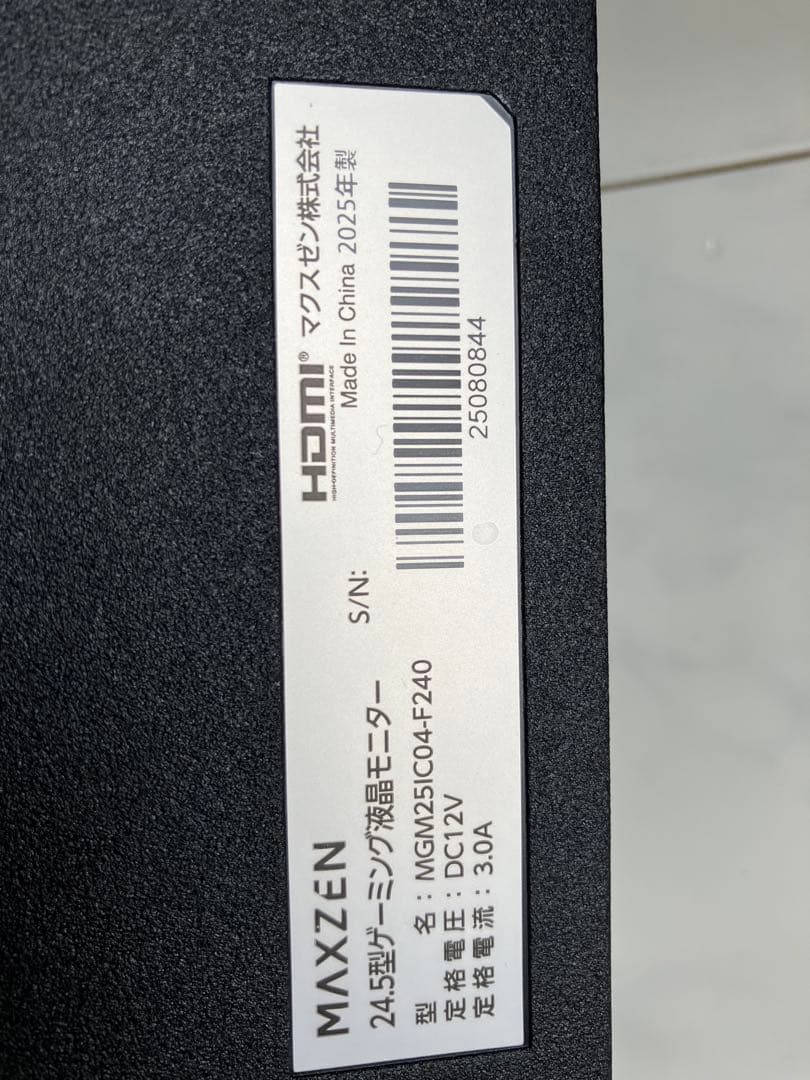 MAXZEN
24.5型ゲーミング液晶モニター
型名：MGM25IC04-F240
定格電圧：DC12V
定格電流：3.0A
S/N:
25080844
HDMI®
HIGH-DEFINITION MULTIMEDIA INTERFACE
マクスゼン株式会社
Made In China 2025年製